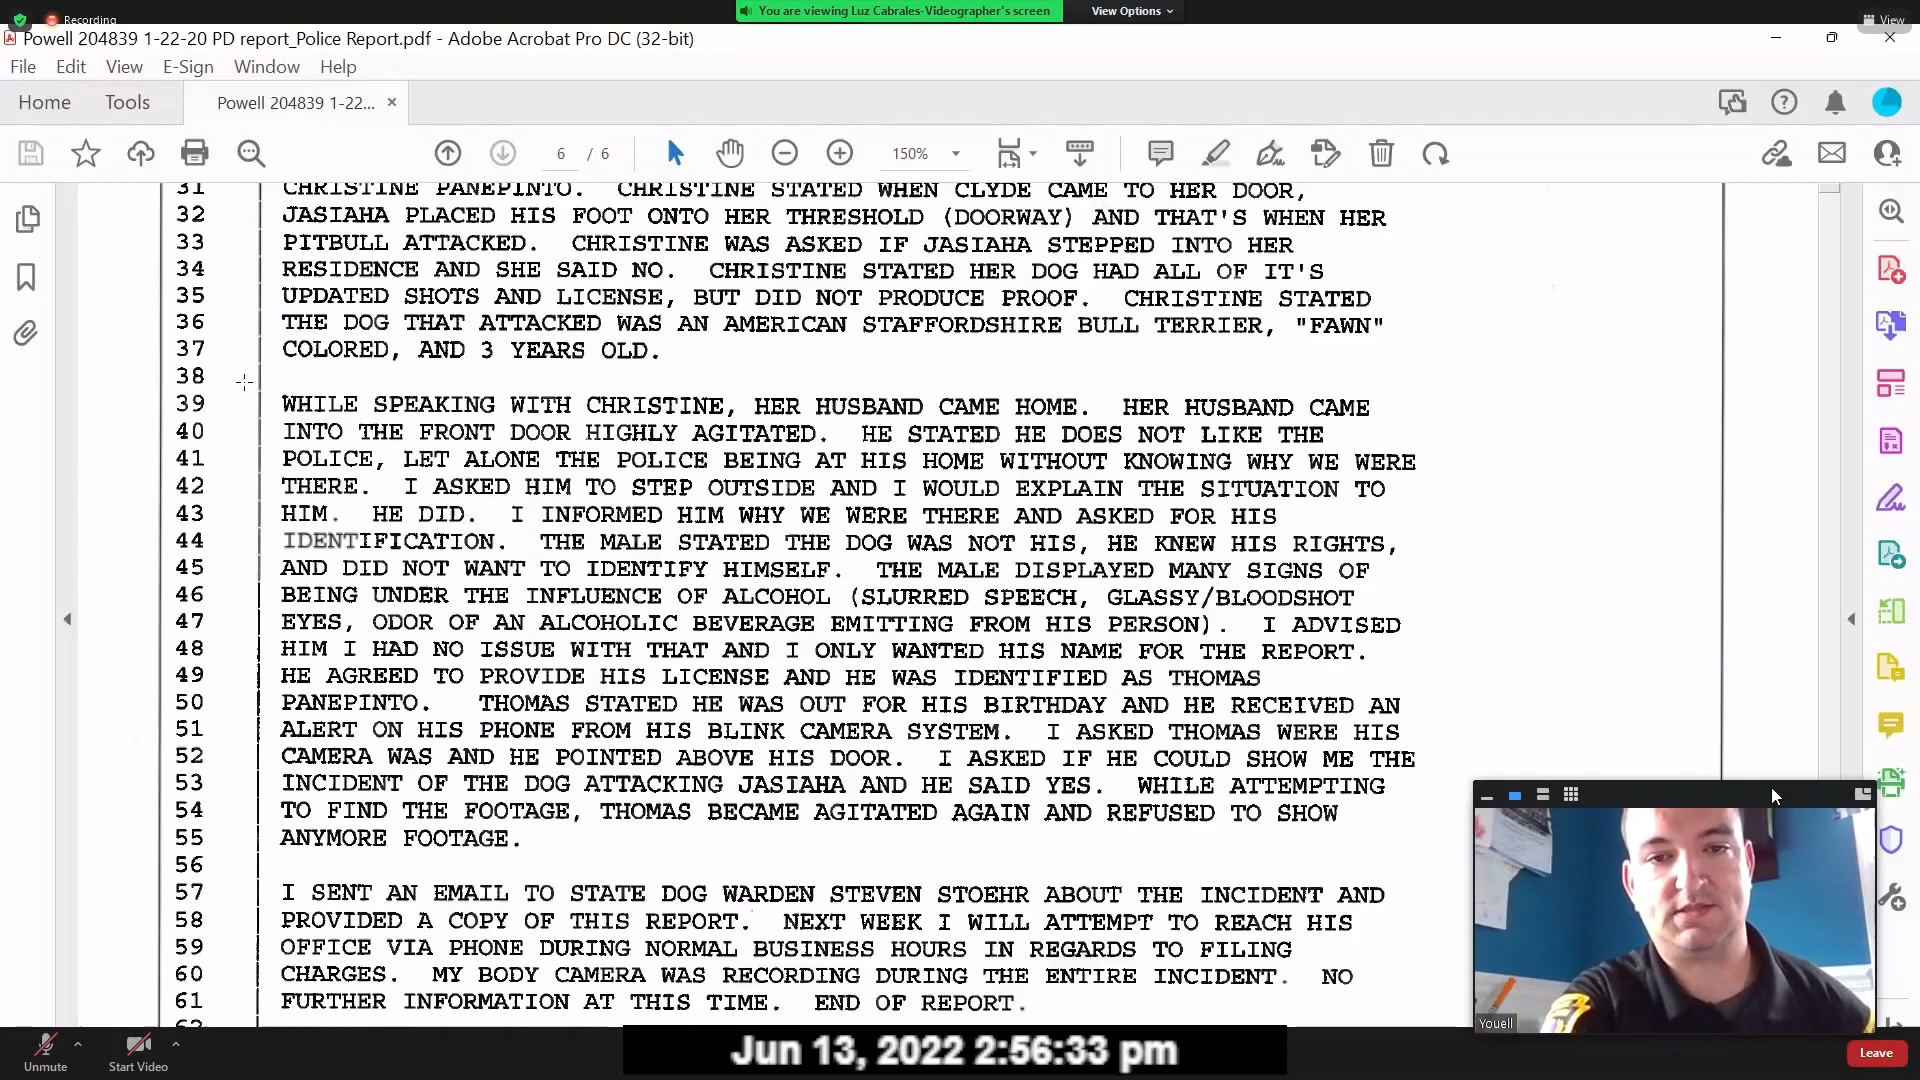 Recording
You are viewing Luz Cabrales-Videographer's screen
View Options
View
Powell 204839 1-22-20 PD report_Police Report.pdf - Adobe Acrobat Pro DC (32-bit)
File Edit View E-Sign Window Help
Home Tools Powell 204839 1-22...
6 / 6 150%
31 CHRISTINE PANEPINTO. CHRISTINE STATED WHEN CLYDE CAME TO HER DOOR,
32 JASIAHA PLACED HIS FOOT ONTO HER THRESHOLD (DOORWAY) AND THAT'S WHEN HER
33 PITBULL ATTACKED. CHRISTINE WAS ASKED IF JASIAHA STEPPED INTO HER
34 RESIDENCE AND SHE SAID NO. CHRISTINE STATED HER DOG HAD ALL OF IT'S
35 UPDATED SHOTS AND LICENSE, BUT DID NOT PRODUCE PROOF. CHRISTINE STATED
36 THE DOG THAT ATTACKED WAS AN AMERICAN STAFFORDSHIRE BULL TERRIER, "FAWN"
37 COLORED, AND 3 YEARS OLD.
38
39 WHILE SPEAKING WITH CHRISTINE, HER HUSBAND CAME HOME. HER HUSBAND CAME
40 INTO THE FRONT DOOR HIGHLY AGITATED. HE STATED HE DOES NOT LIKE THE
41 POLICE, LET ALONE THE POLICE BEING AT HIS HOME WITHOUT KNOWING WHY WE WERE
42 THERE. I ASKED HIM TO STEP OUTSIDE AND I WOULD EXPLAIN THE SITUATION TO
43 HIM. HE DID. I INFORMED HIM WHY WE WERE THERE AND ASKED FOR HIS
44 IDENTIFICATION. THE MALE STATED THE DOG WAS NOT HIS, HE KNEW HIS RIGHTS,
45 AND DID NOT WANT TO IDENTIFY HIMSELF. THE MALE DISPLAYED MANY SIGNS OF
46 BEING UNDER THE INFLUENCE OF ALCOHOL (SLURRED SPEECH, GLASSY/BLOODSHOT
47 EYES, ODOR OF AN ALCOHOLIC BEVERAGE EMITTING FROM HIS PERSON). I ADVISED
48 HIM I HAD NO ISSUE WITH THAT AND I ONLY WANTED HIS NAME FOR THE REPORT.
49 HE AGREED TO PROVIDE HIS LICENSE AND HE WAS IDENTIFIED AS THOMAS
50 PANEPINTO. THOMAS STATED HE WAS OUT FOR HIS BIRTHDAY AND HE RECEIVED AN
51 ALERT ON HIS PHONE FROM HIS BLINK CAMERA SYSTEM. I ASKED THOMAS WERE HIS
52 CAMERA WAS AND HE POINTED ABOVE HIS DOOR. I ASKED IF HE COULD SHOW ME THE
53 INCIDENT OF THE DOG ATTACKING JASIAHA AND HE SAID YES. WHILE ATTEMPTING
54 TO FIND THE FOOTAGE, THOMAS BECAME AGITATED AGAIN AND REFUSED TO SHOW
55 ANYMORE FOOTAGE.
56
57 I SENT AN EMAIL TO STATE DOG WARDEN STEVEN STOEHR ABOUT THE INCIDENT AND
58 PROVIDED A COPY OF THIS REPORT. NEXT WEEK I WILL ATTEMPT TO REACH HIS
59 OFFICE VIA PHONE DURING NORMAL BUSINESS HOURS IN REGARDS TO FILING
60 CHARGES. MY BODY CAMERA WAS RECORDING DURING THE ENTIRE INCIDENT. NO
61 FURTHER INFORMATION AT THIS TIME. END OF REPORT.
Youell
Unmute Start Video
Jun 13, 2022 2:56:33 pm
Leave